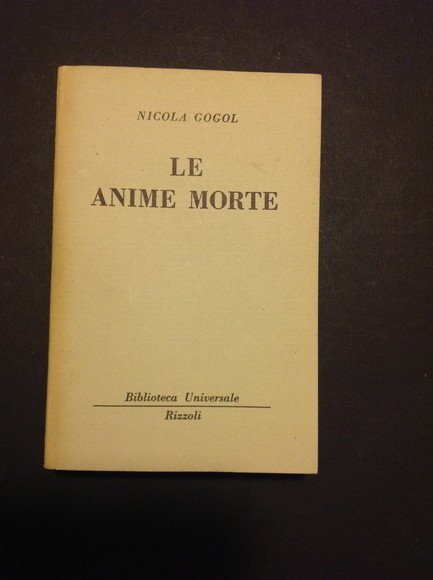 NICOLA GOGOL
LE
ANIME MORTE
Biblioteca Universale
Rizzoli